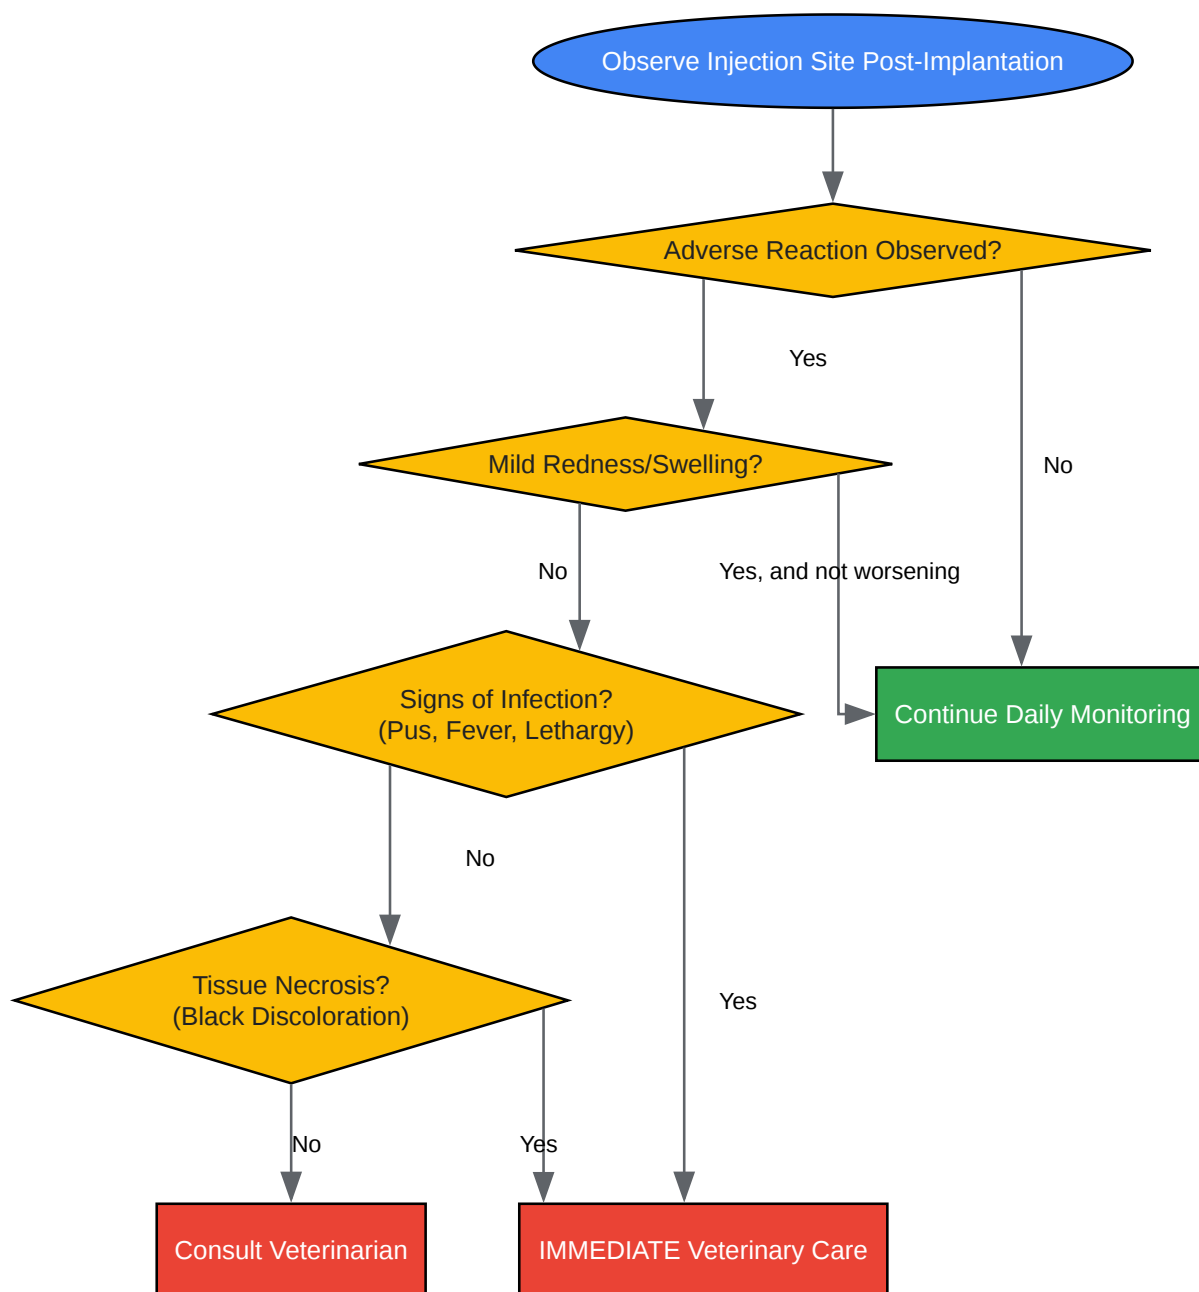 Observe Injection Site Post-Implantation
Adverse Reaction Observed?
Yes
Mild Redness/Swelling?
No
No
Yes, and not worsening
Signs of Infection?
(Pus, Fever, Lethargy)
Continue Daily Monitoring
No
Tissue Necrosis?
(Black Discoloration)
Yes
No
Yes
Consult Veterinarian
IMMEDIATE Veterinary Care